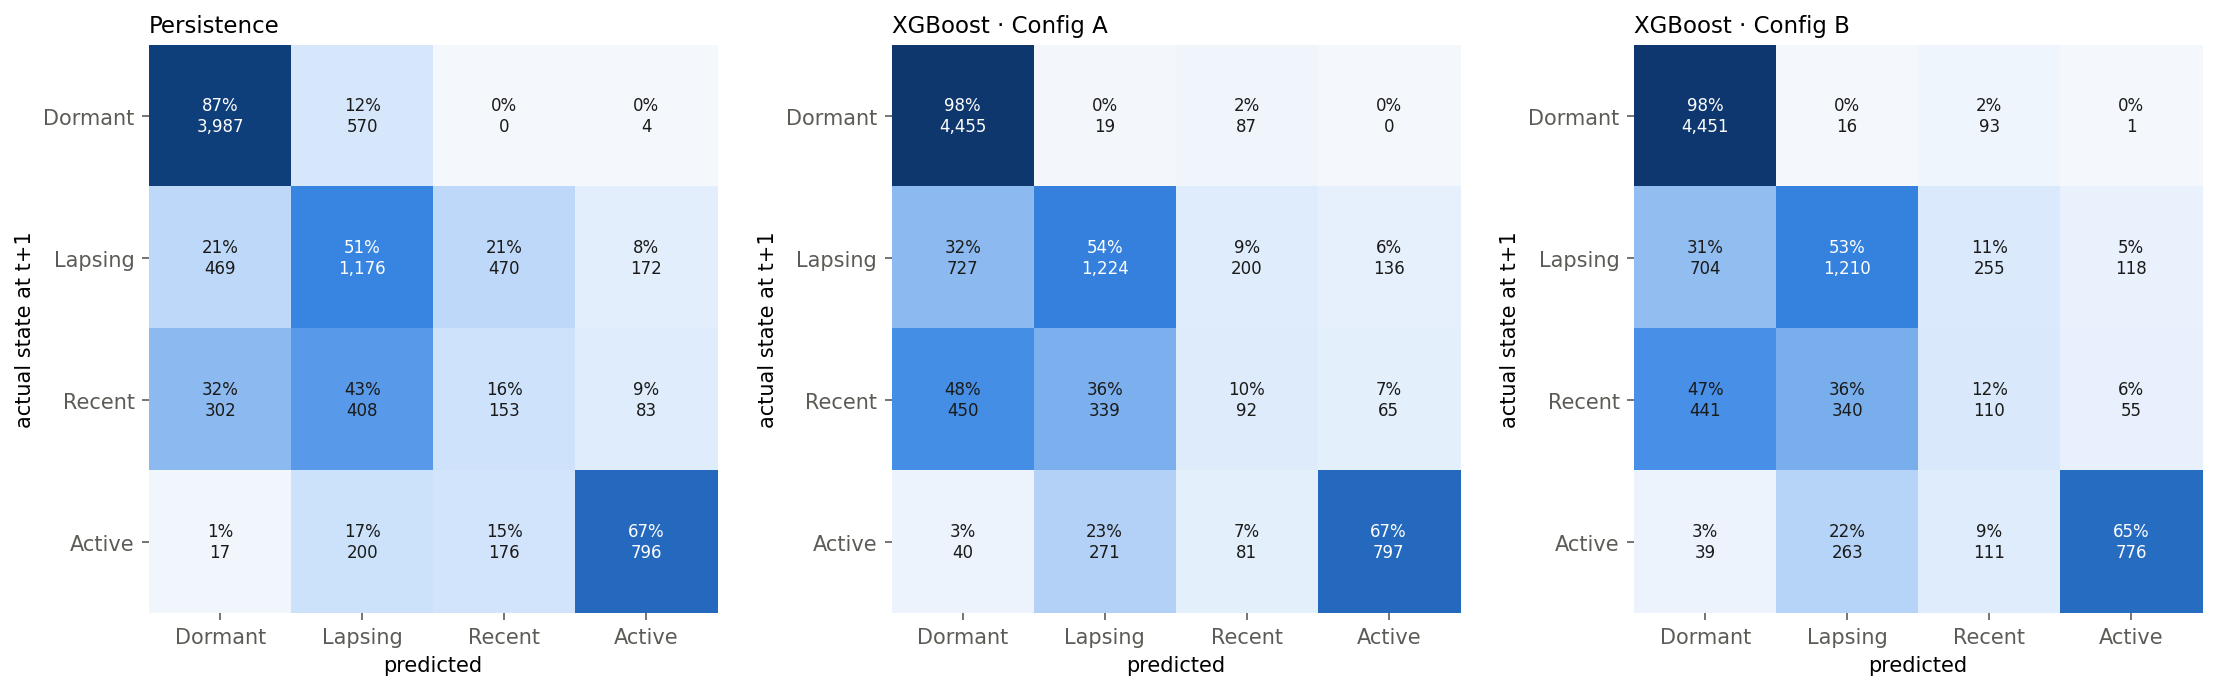 Persistence
Dormant
87%
12%
0%
0%
3,987
570
0
4
Lapsing
21%
51%
21%
8%
469
1,176
470
172
Recent
32%
43%
16%
9%
302
408
153
83
Active
1%
17%
15%
67%
17
200
176
796
Dormant
Lapsing
Recent
Active
predicted
actual state at t+1
XGBoost · Config A
Dormant
98%
0%
2%
0%
4,455
19
87
0
Lapsing
32%
54%
9%
6%
727
1,224
200
136
Recent
48%
36%
10%
7%
450
339
92
65
Active
3%
23%
7%
67%
40
271
81
797
Dormant
Lapsing
Recent
Active
predicted
actual state at t+1
XGBoost · Config B
Dormant
98%
0%
2%
0%
4,451
16
93
1
Lapsing
31%
53%
11%
5%
704
1,210
255
118
Recent
47%
36%
12%
6%
441
340
110
55
Active
3%
22%
9%
65%
39
263
111
776
Dormant
Lapsing
Recent
Active
predicted
actual state at t+1